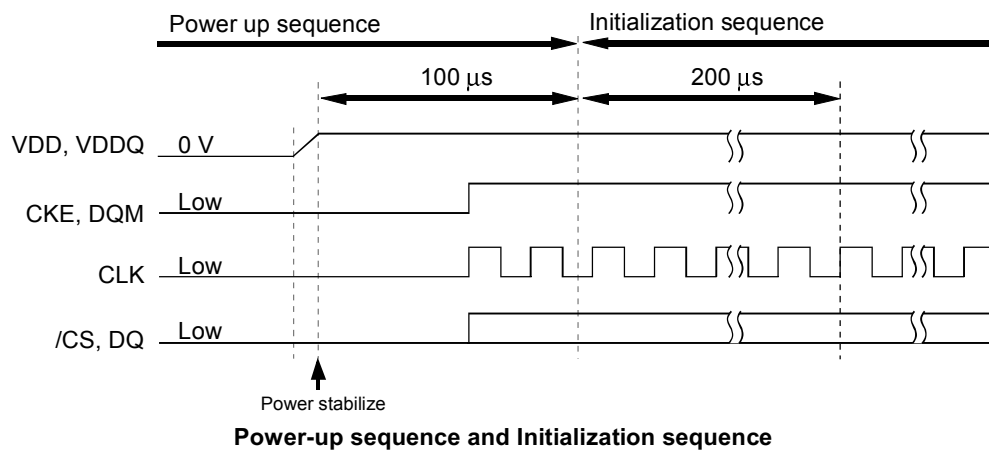 Power up sequence
Initialization sequence
100 µs
200 µs
VDD, VDDQ
0 V
CKE, DQM
Low
CLK
Low
/CS, DQ
Low
Power stabilize
Power-up sequence and Initialization sequence